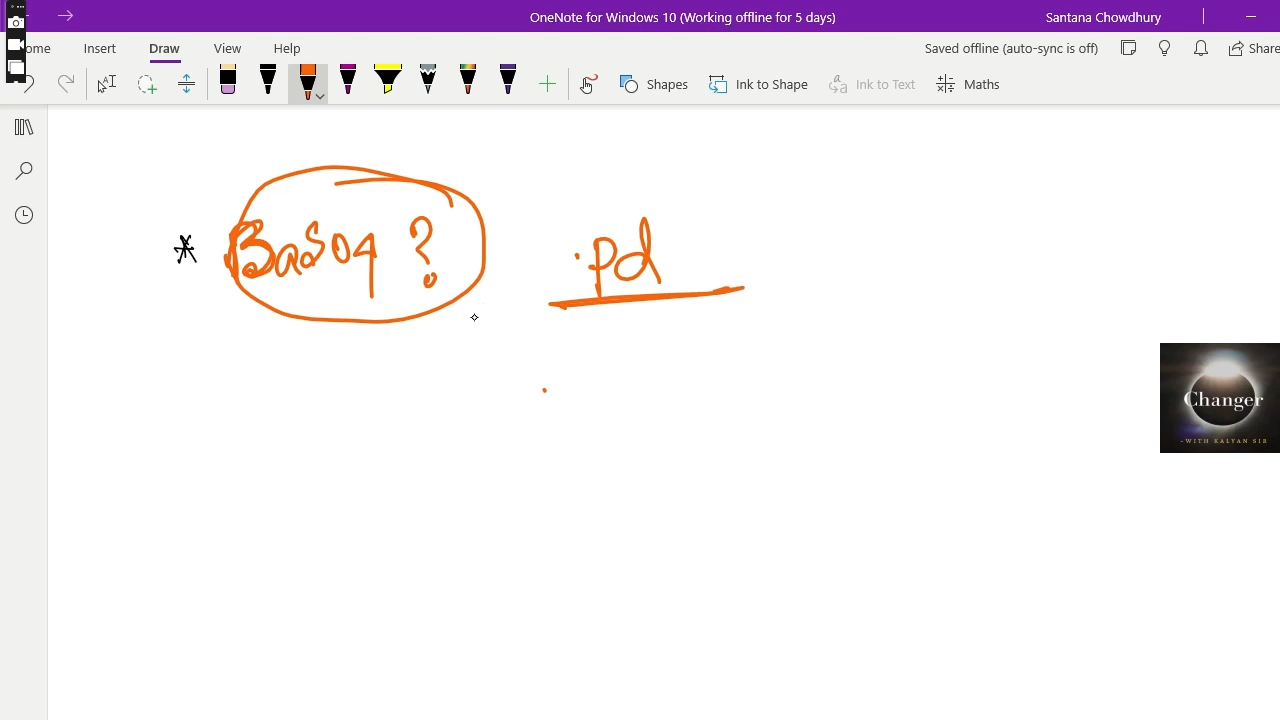 OneNote for Windows 10 (Working offline for 5 days)
Santana Chowdhury
Insert Draw View Help
Saved offline (auto-sync is off)
Share
Shapes Ink to Shape Ink to Text Maths
* BaSO4 ? .pd
Changer
-WITH KALYAN SIR